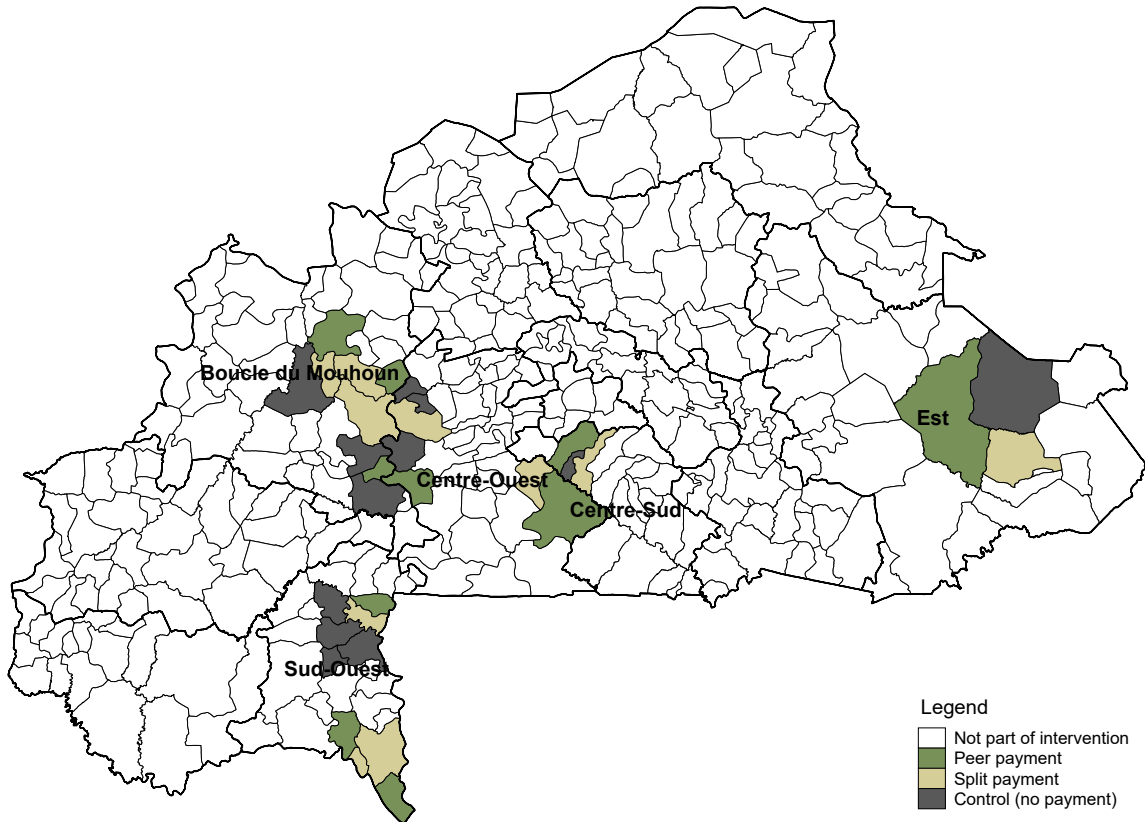 Boucle du Mouhoun
Est
Centre-Ouest
Centre-Sud
Sud-Ouest
Legend
Not part of intervention
Peer payment
Split payment
Control (no payment)